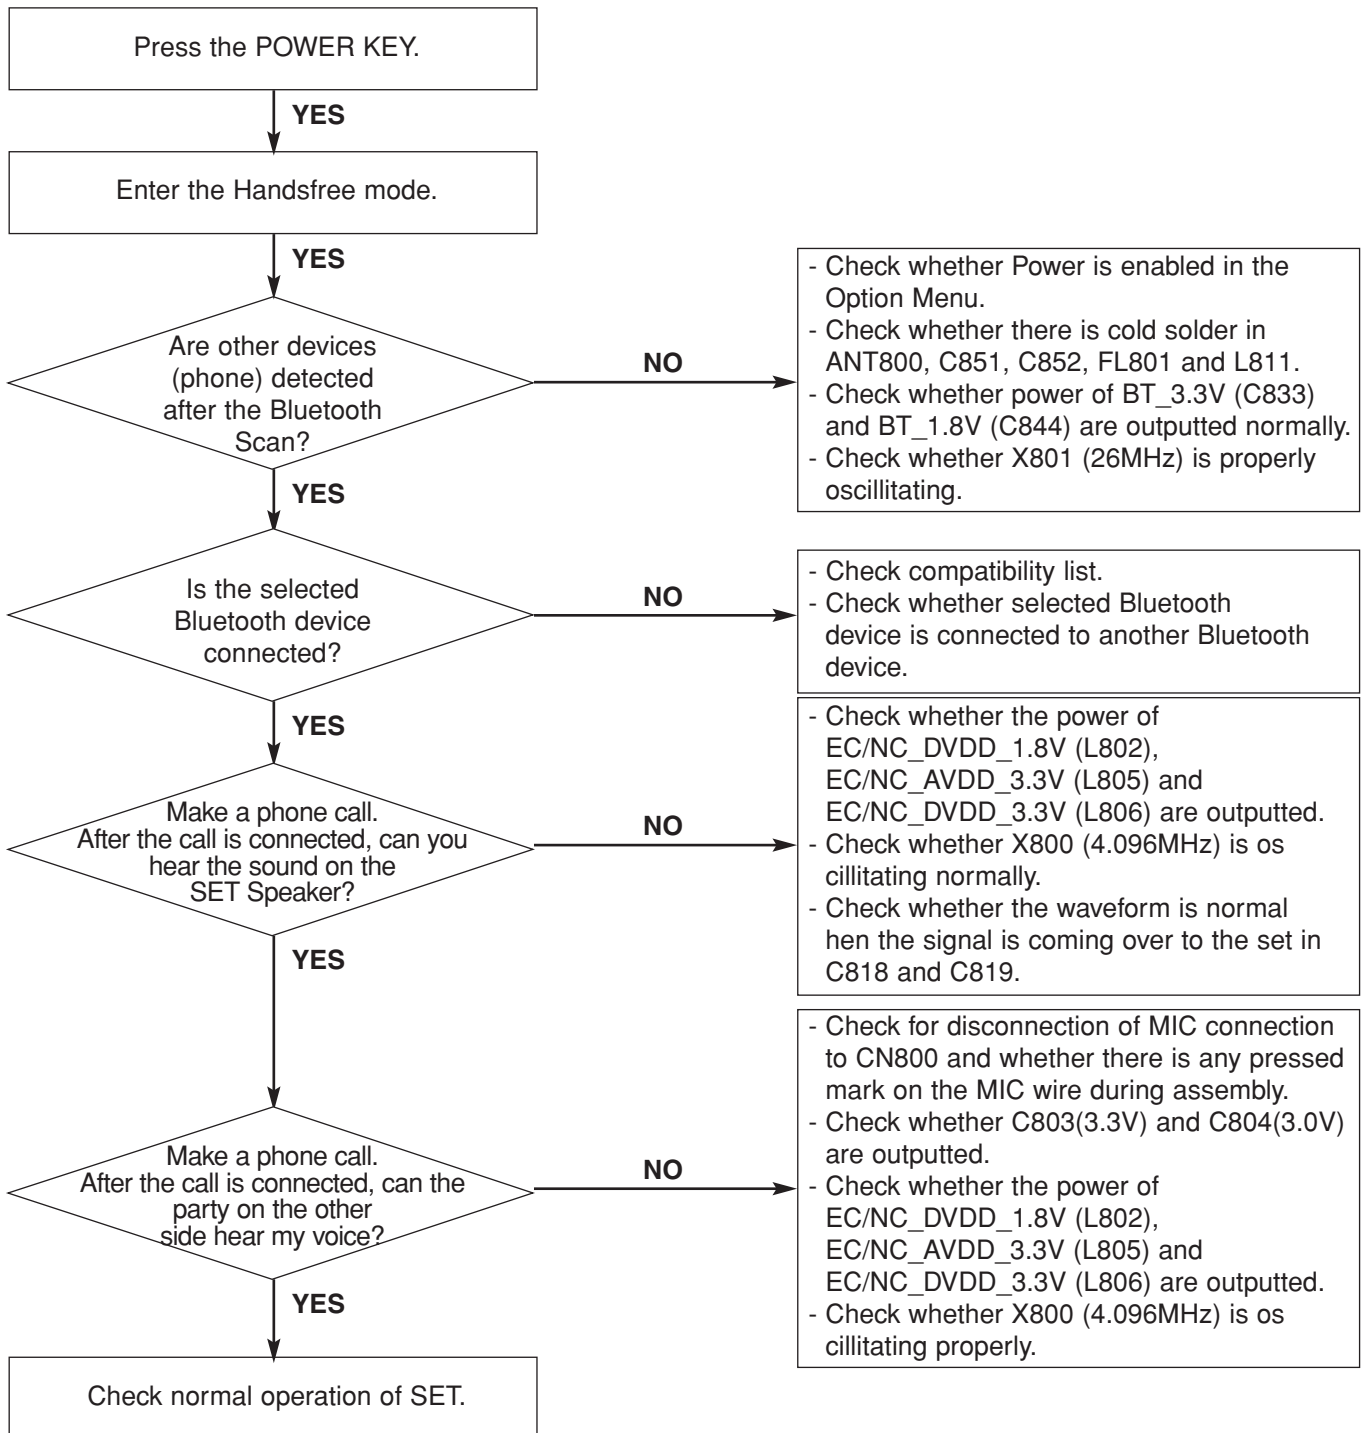 Press the POWER KEY.
YES
Enter the Handsfree mode.
YES
Are other devices
(phone) detected
after the Bluetooth
Scan?
NO
- Check whether Power is enabled in the
Option Menu.
- Check whether there is cold solder in
ANT800, C851, C852, FL801 and L811.
- Check whether power of BT_3.3V (C833)
and BT_1.8V (C844) are outputted normally.
- Check whether X801 (26MHz) is properly
oscillitating.
YES
Is the selected
Bluetooth device
connected?
NO
- Check compatibility list.
- Check whether selected Bluetooth
device is connected to another Bluetooth
device.
YES
Make a phone call.
After the call is connected, can you
hear the sound on the
SET Speaker?
NO
- Check whether the power of
EC/NC_DVDD_1.8V (L802),
EC/NC_AVDD_3.3V (L805) and
EC/NC_DVDD_3.3V (L806) are outputted.
- Check whether X800 (4.096MHz) is os
cillitating normally.
- Check whether the waveform is normal
hen the signal is coming over to the set in
C818 and C819.
YES
Make a phone call.
After the call is connected, can the
party on the other
side hear my voice?
NO
- Check for disconnection of MIC connection
to CN800 and whether there is any pressed
mark on the MIC wire during assembly.
- Check whether C803(3.3V) and C804(3.0V)
are outputted.
- Check whether the power of
EC/NC_DVDD_1.8V (L802),
EC/NC_AVDD_3.3V (L805) and
EC/NC_DVDD_3.3V (L806) are outputted.
- Check whether X800 (4.096MHz) is os
cillitating properly.
YES
Check normal operation of SET.